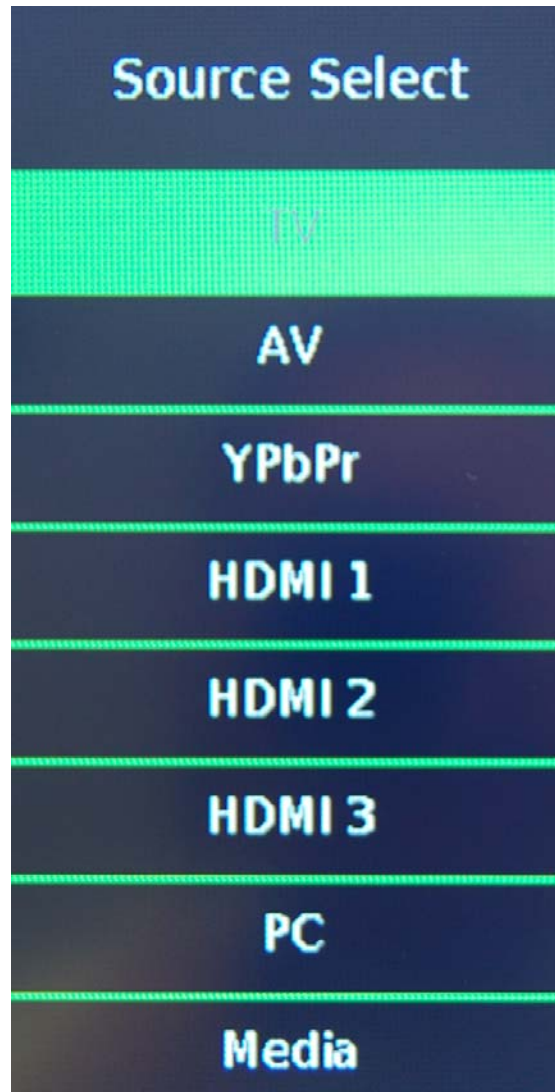 Source Select
TV
AV
YPbPr
HDMI 1
HDMI 2
HDMI 3
PC
Media